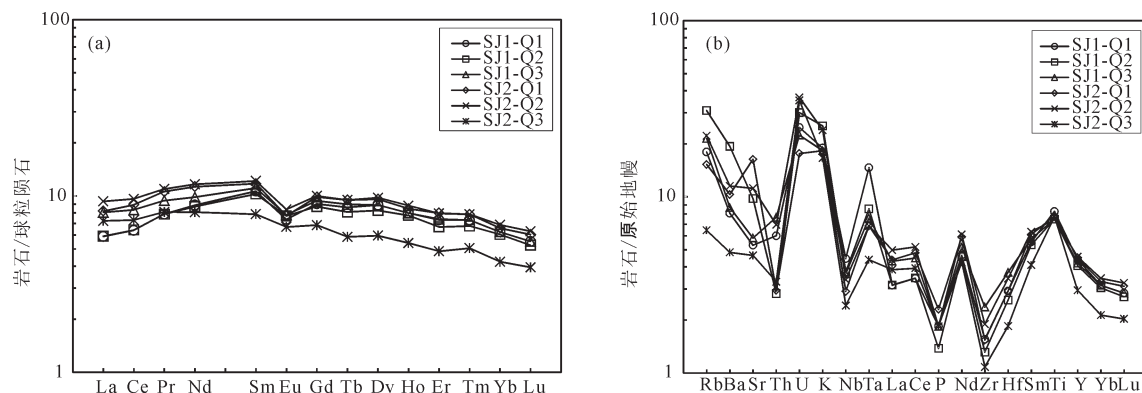 100
(a)
SJ1-Q1
SJ1-Q2
SJ1-Q3
SJ2-Q1
SJ2-Q2
SJ2-Q3
10
1
岩石/球粒陨石
La Ce Pr Nd Sm Eu Gd Tb Dy Ho Er Tm Yb Lu
100
(b)
SJ1-Q1
SJ1-Q2
SJ1-Q3
SJ2-Q1
SJ2-Q2
SJ2-Q3
10
1
岩石/原始地幔
Rb Ba Sr Th U K Nb Ta La Ce P Nd Zr Hf Sm Ti Y Yb Lu